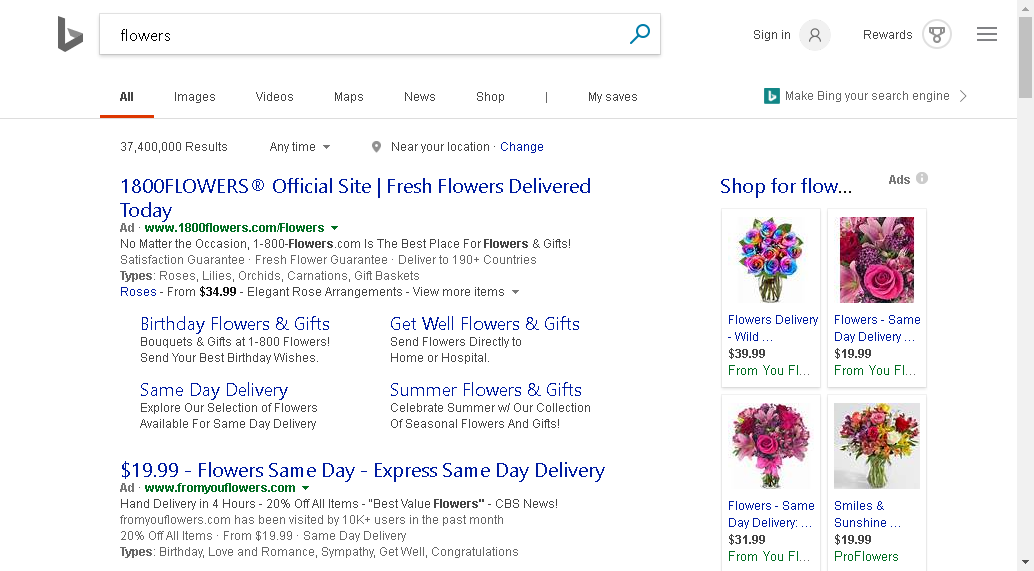 flowers
Sign in
Rewards
All
Images
Videos
Maps
News
Shop
|
My saves
Make Bing your search engine
37,400,000 Results
Any time
Near your location · Change
1800FLOWERS® Official Site | Fresh Flowers Delivered
Today
Ad · www.1800flowers.com/Flowers
No Matter the Occasion, 1-800-Flowers.com Is The Best Place For Flowers & Gifts!
Satisfaction Guarantee · Fresh Flower Guarantee · Deliver to 190+ Countries
Types: Roses, Lilies, Orchids, Carnations, Gift Baskets
Roses - From $34.99 - Elegant Rose Arrangements - View more items
Birthday Flowers & Gifts
Bouquets & Gifts at 1-800 Flowers!
Send Your Best Birthday Wishes.
Get Well Flowers & Gifts
Send Flowers Directly to
Home or Hospital.
Same Day Delivery
Explore Our Selection of Flowers
Available For Same Day Delivery
Summer Flowers & Gifts
Celebrate Summer w/ Our Collection
Of Seasonal Flowers And Gifts!
$19.99 - Flowers Same Day - Express Same Day Delivery
Ad · www.fromyouflowers.com
Hand Delivery in 4 Hours - 20% Off All Items - "Best Value Flowers" - CBS News!
fromyouflowers.com has been visited by 10K+ users in the past month
20% Off All Items · From $19.99 · Same Day Delivery
Types: Birthday, Love and Romance, Sympathy, Get Well, Congratulations
Shop for flow...
Ads
Flowers Delivery
- Wild ...
$39.99
From You Fl...
Flowers - Same
Day Delivery ...
$19.99
From You Fl...
Flowers - Same
Day Delivery: ...
$31.99
From You Fl...
Smiles &
Sunshine ...
$19.99
ProFlowers